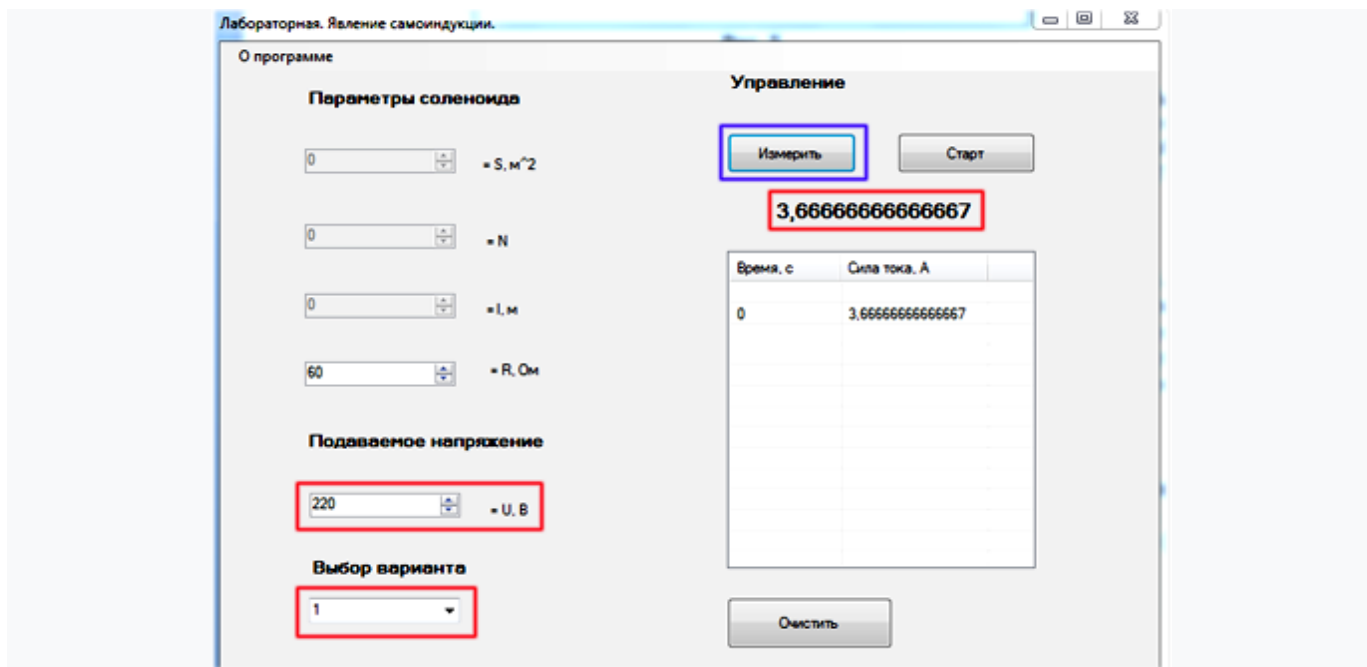 Лабораторная. Явление самоиндукции.
О программе
Параметры соленоида
0 = S, м^2
0 = N
0 = l, м
60 = R, Ом
Подаваемое напряжение
220 = U, В
Выбор варианта
1
Управление
Измерить Старт
3,66666666666667
Время, с Сила тока, А
0 3,66666666666667
Очистить